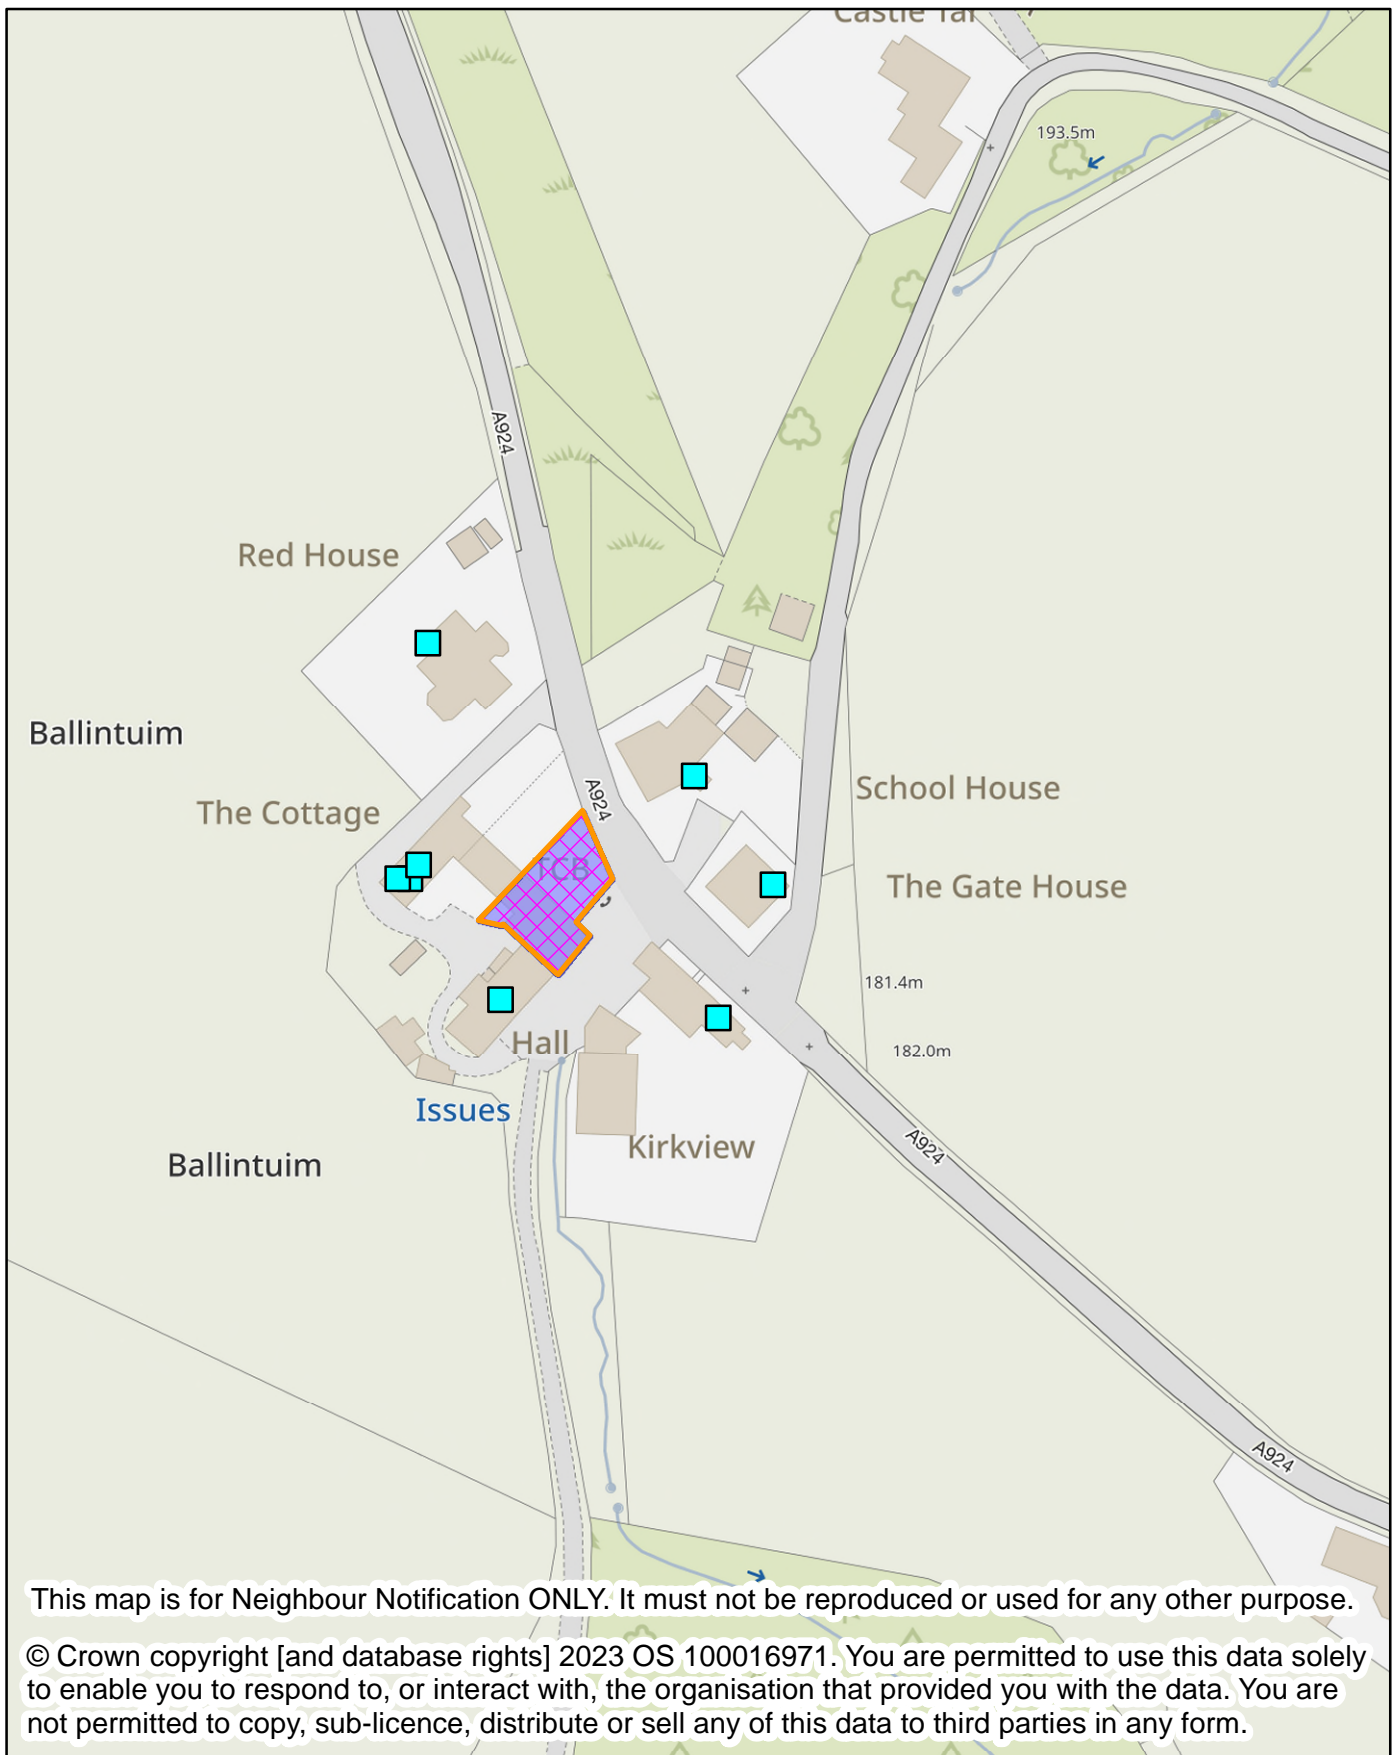 Castle Tar
193.5m
A924
Red House
Ballintuim
A924
School House
The Cottage
TCB
The Gate House
181.4m
Hall
182.0m
Issues
Kirkview
A924
Ballintuim
A924
This map is for Neighbour Notification ONLY. It must not be reproduced or used for any other purpose.
© Crown copyright [and database rights] 2023 OS 100016971. You are permitted to use this data solely
to enable you to respond to, or interact with, the organisation that provided you with the data. You are
not permitted to copy, sub-licence, distribute or sell any of this data to third parties in any form.